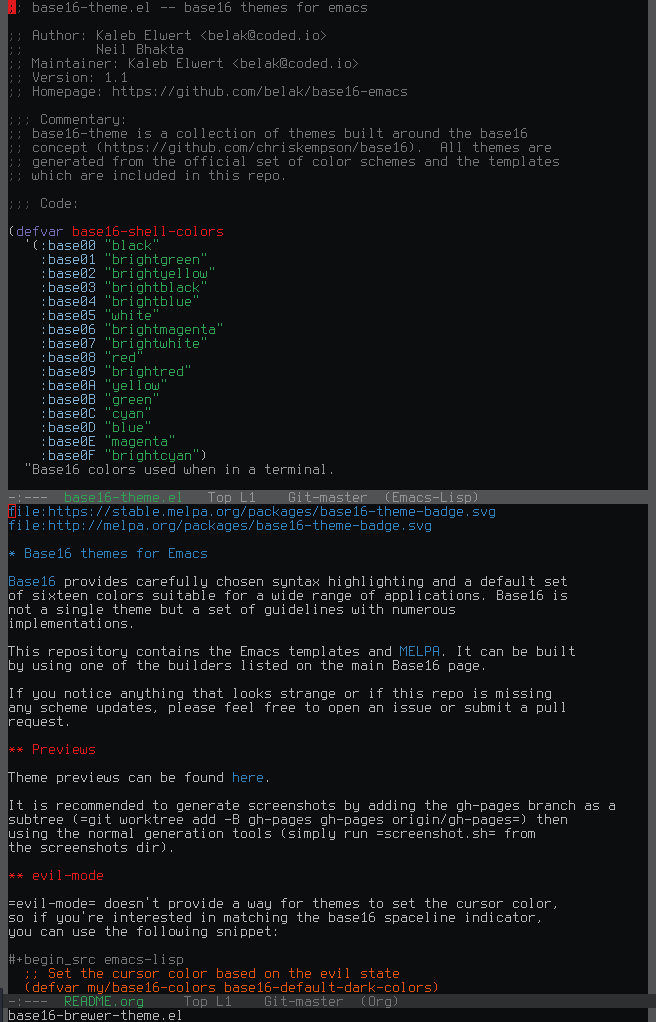 ;; base16-theme.el -- base16 themes for emacs
;; Author: Kaleb Elwert <belak@coded.io>
;;         Neil Bhakta
;; Maintainer: Kaleb Elwert <belak@coded.io>
;; Version: 1.1
;; Homepage: https://github.com/belak/base16-emacs
;;; Commentary:
;; base16-theme is a collection of themes built around the base16
;; concept (https://github.com/chriskempson/base16).  All themes are
;; generated from the official set of color schemes and the templates
;; which are included in this repo.
;;; Code:
(defvar base16-shell-colors
  '(:base00 "black"
    :base01 "brightgreen"
    :base02 "brightyellow"
    :base03 "brightblack"
    :base04 "brightblue"
    :base05 "white"
    :base06 "brightmagenta"
    :base07 "brightwhite"
    :base08 "red"
    :base09 "brightred"
    :base0A "yellow"
    :base0B "green"
    :base0C "cyan"
    :base0D "blue"
    :base0E "magenta"
    :base0F "brightcyan")
  "Base16 colors used when in a terminal.
-:---  base16-theme.el   Top L1    Git-master  (Emacs-Lisp)
file:https://stable.melpa.org/packages/base16-theme-badge.svg
file:http://melpa.org/packages/base16-theme-badge.svg
* Base16 themes for Emacs
Base16 provides carefully chosen syntax highlighting and a default set
of sixteen colors suitable for a wide range of applications. Base16 is
not a single theme but a set of guidelines with numerous
implementations.
This repository contains the Emacs templates and MELPA. It can be built
by using one of the builders listed on the main Base16 page.
If you notice anything that looks strange or if this repo is missing
any scheme updates, please feel free to open an issue or submit a pull
request.
** Previews
Theme previews can be found here.
It is recommended to generate screenshots by adding the gh-pages branch as a
subtree (=git worktree add -B gh-pages gh-pages origin/gh-pages=) then
using the normal generation tools (simply run =screenshot.sh= from
the screenshots dir).
** evil-mode
=evil-mode= doesn't provide a way for themes to set the cursor color,
so if you're interested in matching the base16 spaceline indicator,
you can use the following snippet:
#+begin_src emacs-lisp
  ;; Set the cursor color based on the evil state
  (defvar my/base16-colors base16-default-dark-colors)
-:---  README.org     Top L1    Git-master  (Org)
base16-brewer-theme.el